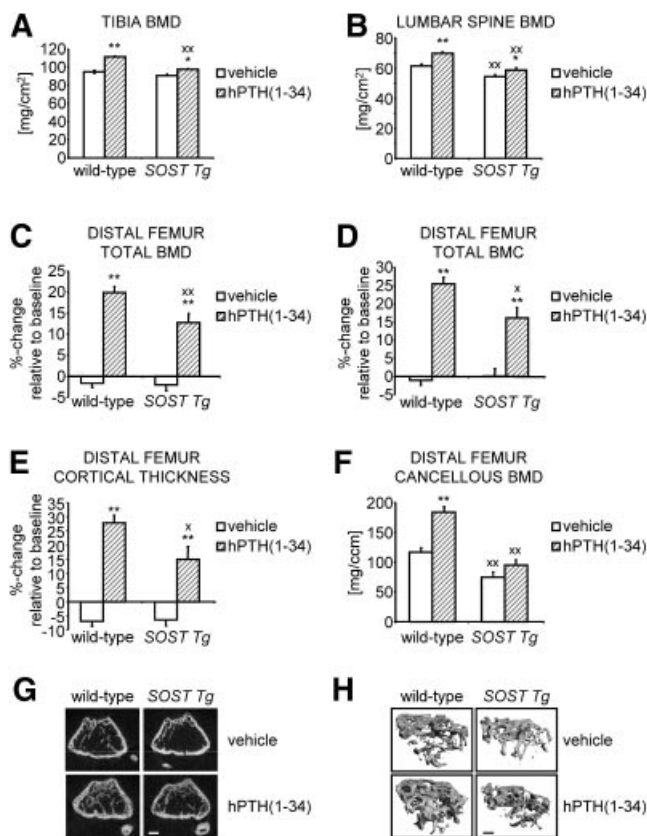 A
TIBIA BMD
[mg/cm²]
120
100
80
60
40
20
0
**
xx
*
wild-type
SOST Tg
vehicle
hPTH(1-34)
B
LUMBAR SPINE BMD
[mg/cm²]
80
60
40
20
0
**
xx
xx
*
wild-type
SOST Tg
vehicle
hPTH(1-34)
C
DISTAL FEMUR
TOTAL BMD
%-change
relative to baseline
25
20
15
10
5
0
-5
**
xx
**
wild-type
SOST Tg
vehicle
hPTH(1-34)
D
DISTAL FEMUR
TOTAL BMC
%-change
relative to baseline
30
25
20
15
10
5
0
-5
**
x
**
wild-type
SOST Tg
vehicle
hPTH(1-34)
E
DISTAL FEMUR
CORTICAL THICKNESS
%-change
relative to baseline
35
30
25
20
15
10
5
0
-5
-10
**
x
**
wild-type
SOST Tg
vehicle
hPTH(1-34)
F
DISTAL FEMUR
CANCELLOUS BMD
[mg/ccm]
200
150
100
50
0
**
xx
xx
wild-type
SOST Tg
vehicle
hPTH(1-34)
G
wild-type SOST Tg
vehicle
hPTH(1-34)
H
wild-type SOST Tg
vehicle
hPTH(1-34)